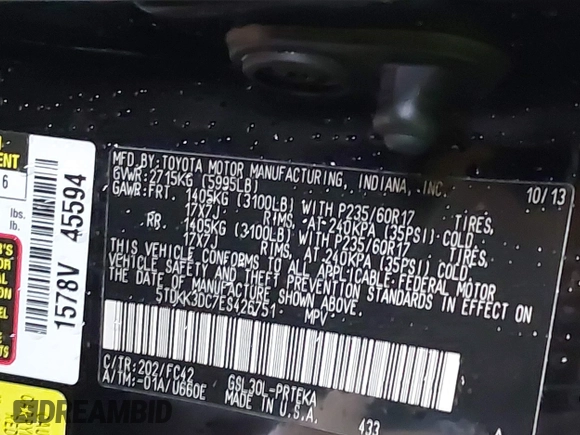 MFD BY: TOYOTA MOTOR MANUFACTURING, INDIANA, INC. 10/13
GVWR: 2715KG (5995LB)
GAWR: FRT. 1405KG (3100LB) WITH P235/60R17 TIRES,
17X7J RIMS, AT 240KPA (35PSI) COLD.
RR. 1405KG (3100LB) WITH P235/60R17 TIRES,
17X7J RIMS, AT 240KPA (35PSI) COLD.
THIS VEHICLE CONFORMS TO ALL APPLICABLE FEDERAL MOTOR
VEHICLE SAFETY AND THEFT PREVENTION STANDARDS IN EFFECT ON
THE DATE OF MANUFACTURE SHOWN ABOVE.
5TDKK3DC7ES426751 MPV
C/TR: 202/FC42 GSL30L-PRTEKA
A/TM: -01A/U660E MADE IN U.S.A. 433
A
ENT
6
lbs.
lb.
1578V 45594
DREAMBID